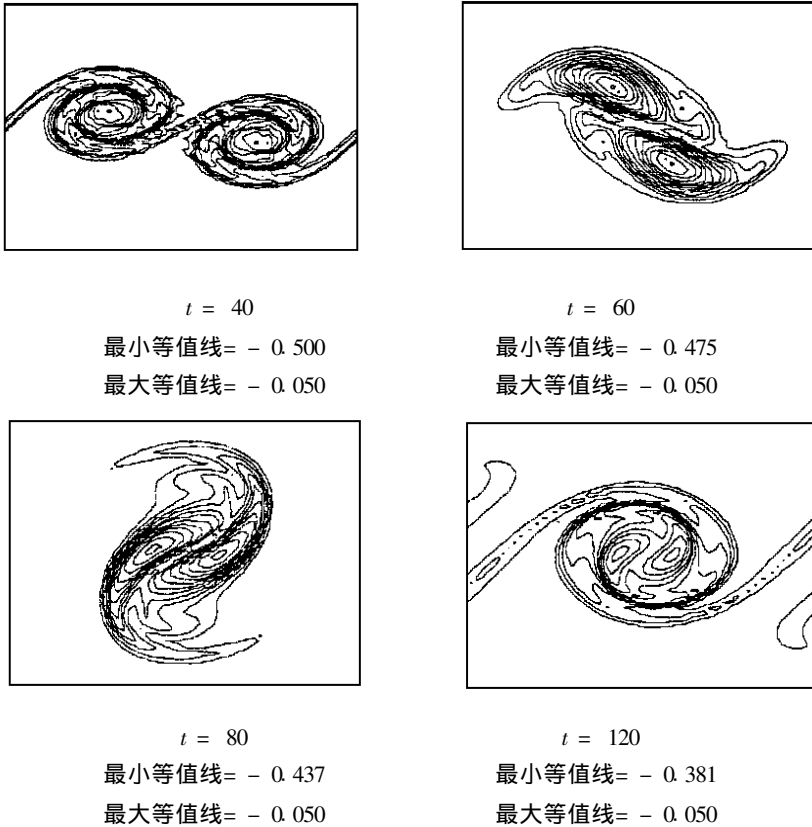 t = 40
最小等值线= - 0. 500
最大等值线= - 0. 050
t = 60
最小等值线= - 0. 475
最大等值线= - 0. 050
t = 80
最小等值线= - 0. 437
最大等值线= - 0. 050
t = 120
最小等值线= - 0. 381
最大等值线= - 0. 050